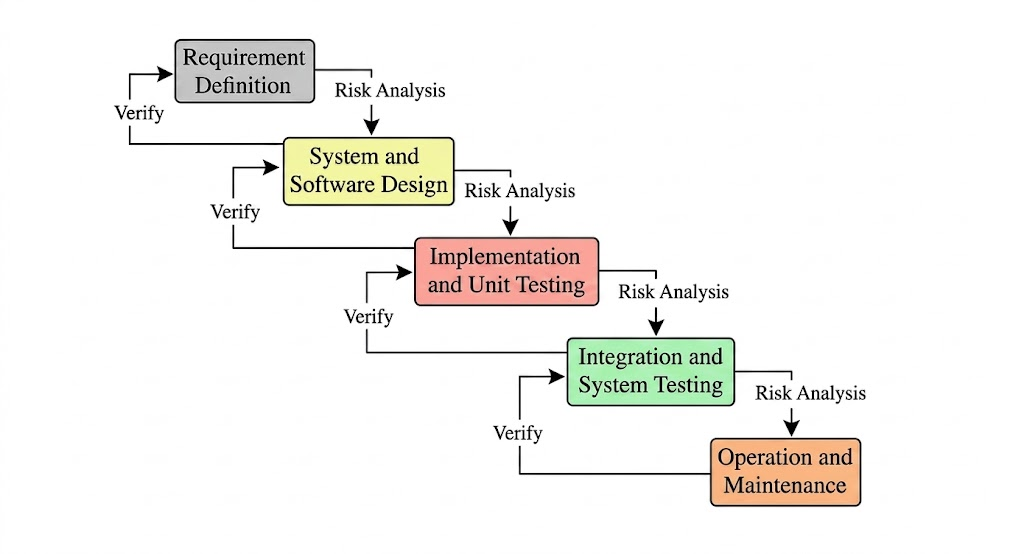 Requirement
Definition
Risk Analysis
Verify
System and
Software Design
Risk Analysis
Verify
Implementation
and Unit Testing
Risk Analysis
Verify
Integration and
System Testing
Risk Analysis
Verify
Operation and
Maintenance